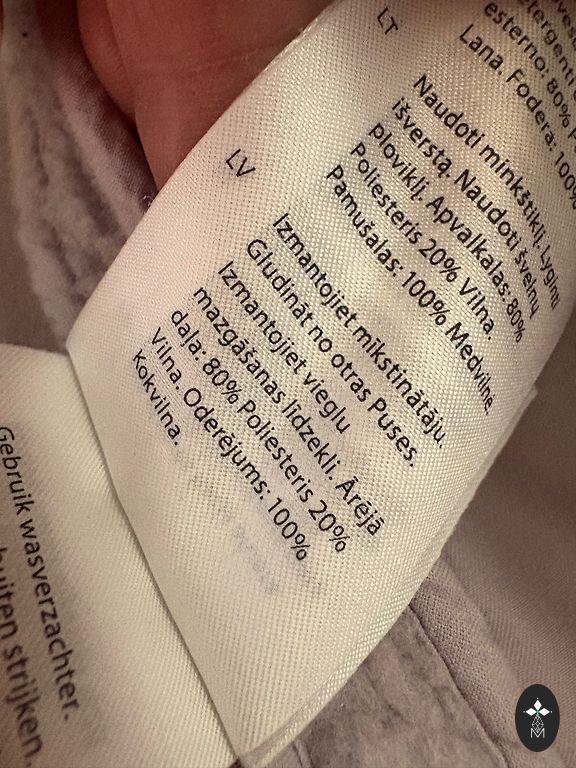 etergenti
esterno: 80%
Lana. Fodera: 100%
LT
Naudoti minkštiklį. Lyginti
išverstą. Naudoti švelnų
ploviklį. Apvalkalas: 80%
Poliesteris 20% Vilna.
Pamušalas: 100% Medvilnė.
LV
Izmantojiet mikstinātāju.
Gludināt no otras Puses.
Izmantojiet vieglu
mazgāšanas līdzekli. Ārējā
daļa: 80% Poliesteris 20%
Vilna. Oderējums: 100%
Kokvilna.
Gebruik wasverzachter.
buiten strijken.
M